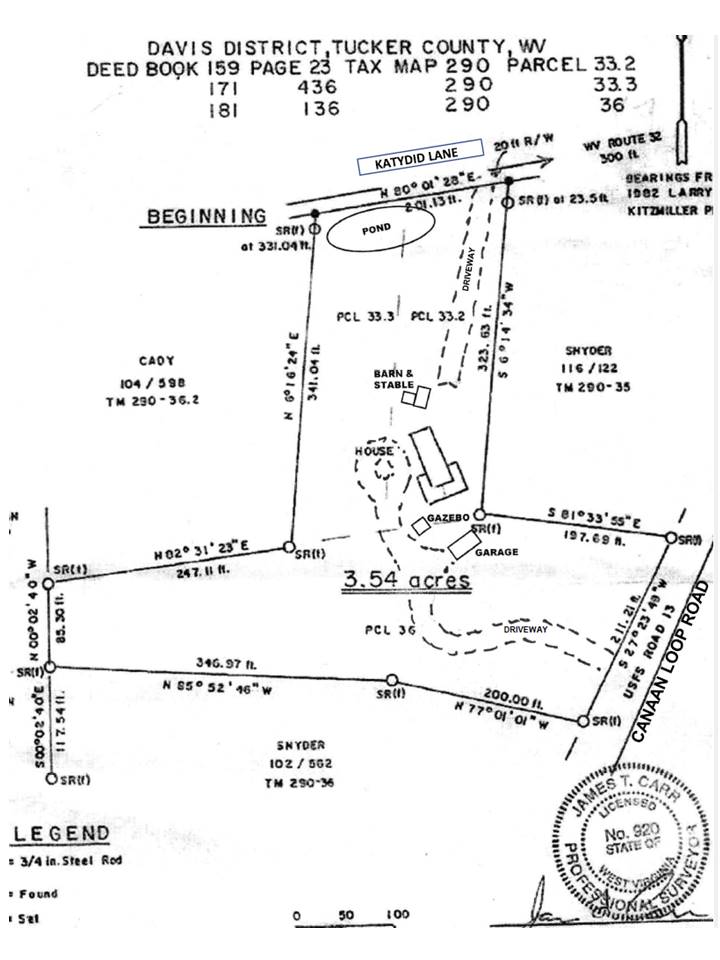 DAVIS DISTRICT, TUCKER COUNTY, WV
DEED BOOK 159 PAGE 23 TAX MAP 290 PARCEL 33.2
171 436 290 33.3
181 136 290 36
KATYDID LANE
20 ft R/W
WV ROUTE 32
300 ft.
BEARINGS FR
1982 LARRY
KITZMILLER P
N 80° 01' 28" E
201.13 ft.
BEGINNING
SR(f)
at 331.04 ft.
SR(f) at 23.5 ft
POND
DRIVEWAY
PCL 33.3
PCL 33.2
N 6° 16' 24" E
341.04 ft.
323.63 ft.
S 6° 14' 34" W
CADY
104 / 598
TM 290-36.2
SNYDER
116 / 122
TM 290-35
BARN &
STABLE
HOUSE
GAZEBO
SR(f)
GARAGE
S 81° 33' 55" E
197.69 ft.
SR(f)
N
N 82° 31' 23" E
247.11 ft.
SR(f)
SR(f)
3.54 acres
N 00° 02' 40" W
85.30 ft.
PCL 36
DRIVEWAY
211.21 ft.
S 27° 23' 49" W
USFS ROAD 13
CANAAN LOOP ROAD
SR(f)
346.97 ft.
N 85° 52' 46" W
SR(f)
200.00 ft.
N 77° 01' 01" W
SR(f)
S 00° 02' 40" E
117.54 ft.
SR(f)
SNYDER
102 / 562
TM 290-36
LEGEND
= 3/4 in. Steel Rod
= Found
= Set
0 50 100
JAMES T. CARR
LICENSED
No. 920
STATE OF
WEST VIRGINIA
PROFESSIONAL SURVEYOR